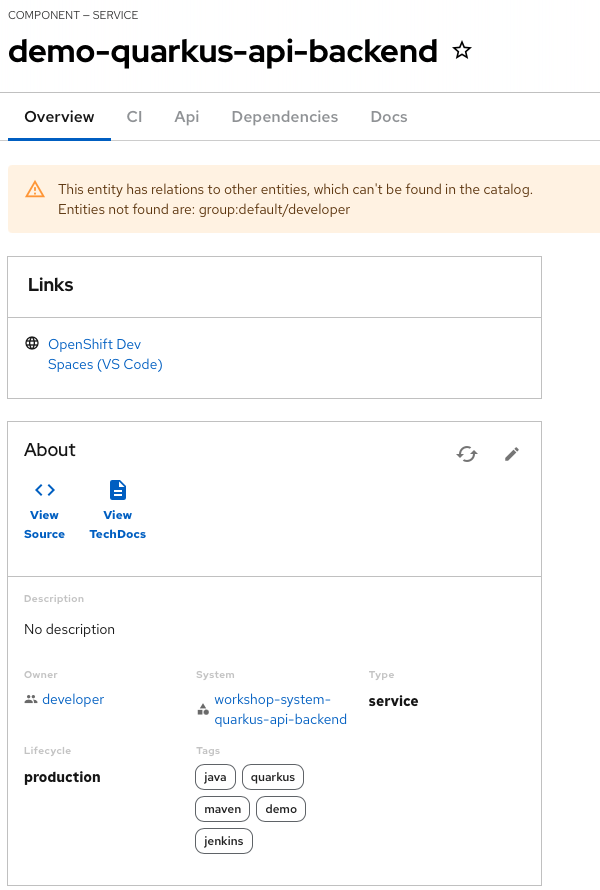 COMPONENT — SERVICE
demo-quarkus-api-backend
Overview CI Api Dependencies Docs
This entity has relations to other entities, which can't be found in the catalog.
Entities not found are: group:default/developer
Links
OpenShift Dev
Spaces (VS Code)
About
View
Source
View
TechDocs
Description
No description
Owner
developer
System
workshop-system-
quarkus-api-backend
Type
service
Lifecycle
production
Tags
java quarkus
maven demo
jenkins